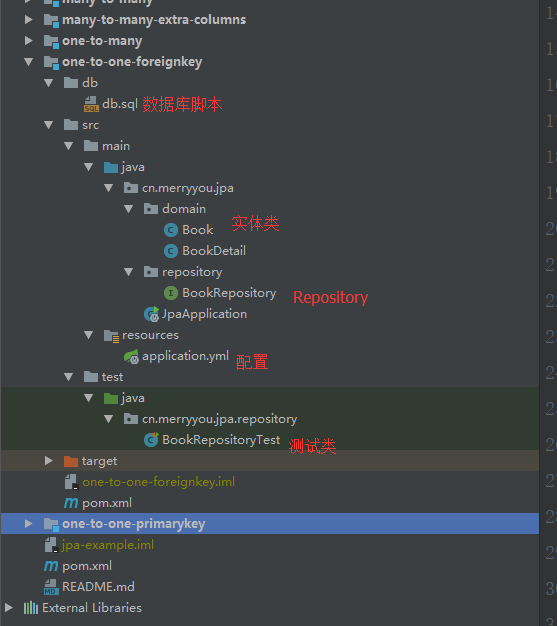 many-to-many
many-to-many-extra-columns
one-to-many
one-to-one-foreignkey
db
db.sql 数据库脚本
src
main
java
cn.merryyou.jpa
domain
Book 实体类
BookDetail
repository
BookRepository Repository
JpaApplication
resources
application.yml 配置
test
java
cn.merryyou.jpa.repository
BookRepositoryTest 测试类
target
one-to-one-foreignkey.iml
pom.xml
one-to-one-primarykey
jpa-example.iml
pom.xml
README.md
External Libraries